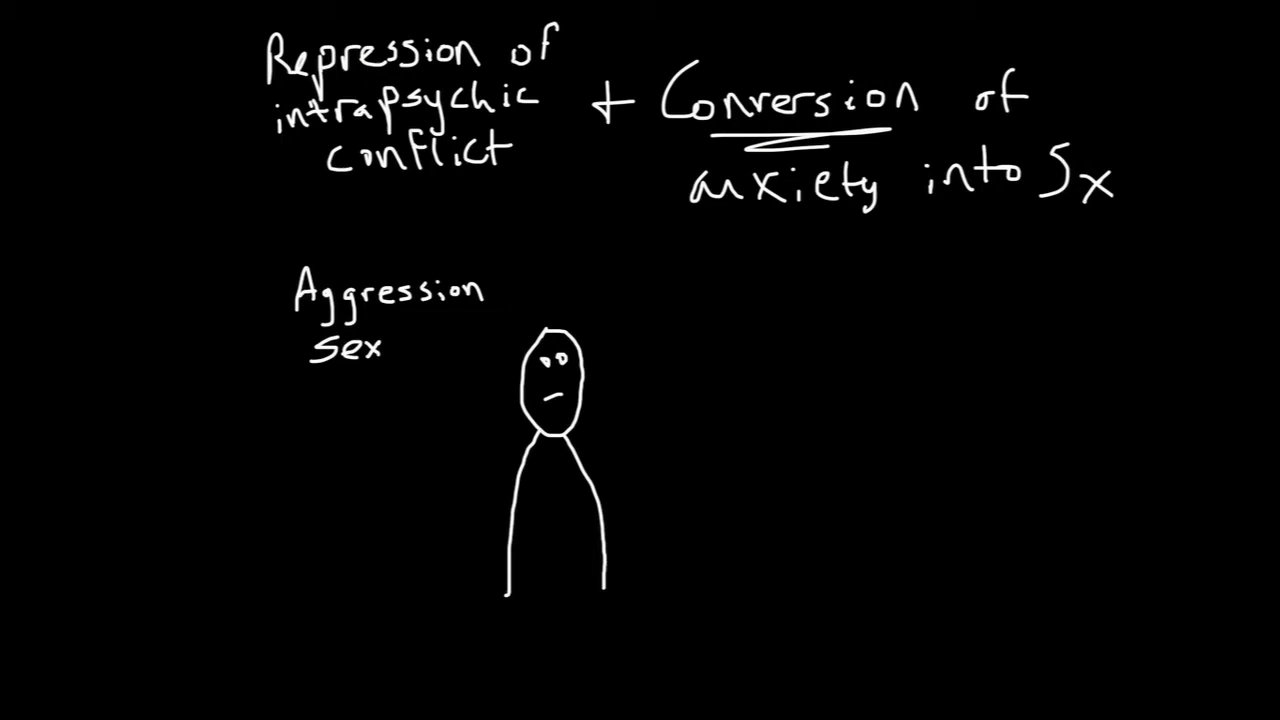 Repression of
intrapsychic
conflict
+ Conversion of
anxiety into Sx
Aggression
sex